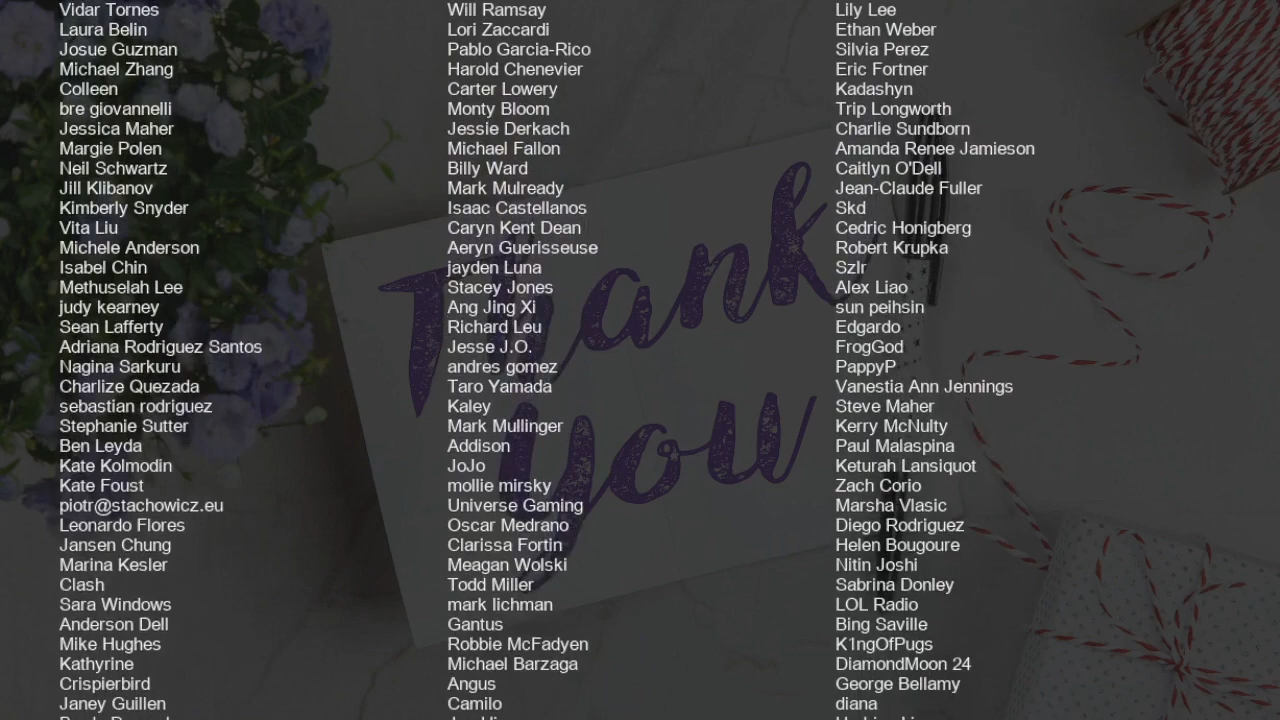 Vidar Tornes
Laura Belin
Josue Guzman
Michael Zhang
Colleen
bre giovannelli
Jessica Maher
Margie Polen
Neil Schwartz
Jill Klibanov
Kimberly Snyder
Vita Liu
Michele Anderson
Isabel Chin
Methuselah Lee
judy kearney
Sean Lafferty
Adriana Rodriguez Santos
Nagina Sarkuru
Charlize Quezada
sebastian rodriguez
Stephanie Sutter
Ben Leyda
Kate Kolmodin
Kate Foust
piotr@stachowicz.eu
Leonardo Flores
Jansen Chung
Marina Kesler
Clash
Sara Windows
Anderson Dell
Mike Hughes
Kathyrine
Crispierbird
Janey Guillen
Will Ramsay
Lori Zaccardi
Pablo Garcia-Rico
Harold Chenevier
Carter Lowery
Monty Bloom
Jessie Derkach
Michael Fallon
Billy Ward
Mark Mulready
Isaac Castellanos
Caryn Kent Dean
Aeryn Guerisseuse
jayden Luna
Stacey Jones
Ang Jing Xi
Richard Leu
Jesse J.O.
andres gomez
Taro Yamada
Kaley
Mark Mullinger
Addison
JoJo
mollie mirsky
Universe Gaming
Oscar Medrano
Clarissa Fortin
Meagan Wolski
Todd Miller
mark lichman
Gantus
Robbie McFadyen
Michael Barzaga
Angus
Camilo
Lily Lee
Ethan Weber
Silvia Perez
Eric Fortner
Kadashyn
Trip Longworth
Charlie Sundborn
Amanda Renee Jamieson
Caitlyn O'Dell
Jean-Claude Fuller
Skd
Cedric Honigberg
Robert Krupka
Szlr
Alex Liao
sun peihsin
Edgardo
FrogGod
PappyP
Vanestia Ann Jennings
Steve Maher
Kerry McNulty
Paul Malaspina
Keturah Lansiquot
Zach Corio
Marsha Vlasic
Diego Rodriguez
Helen Bougoure
Nitin Joshi
Sabrina Donley
LOL Radio
Bing Saville
K1ngOfPugs
DiamondMoon 24
George Bellamy
diana
Thank
you